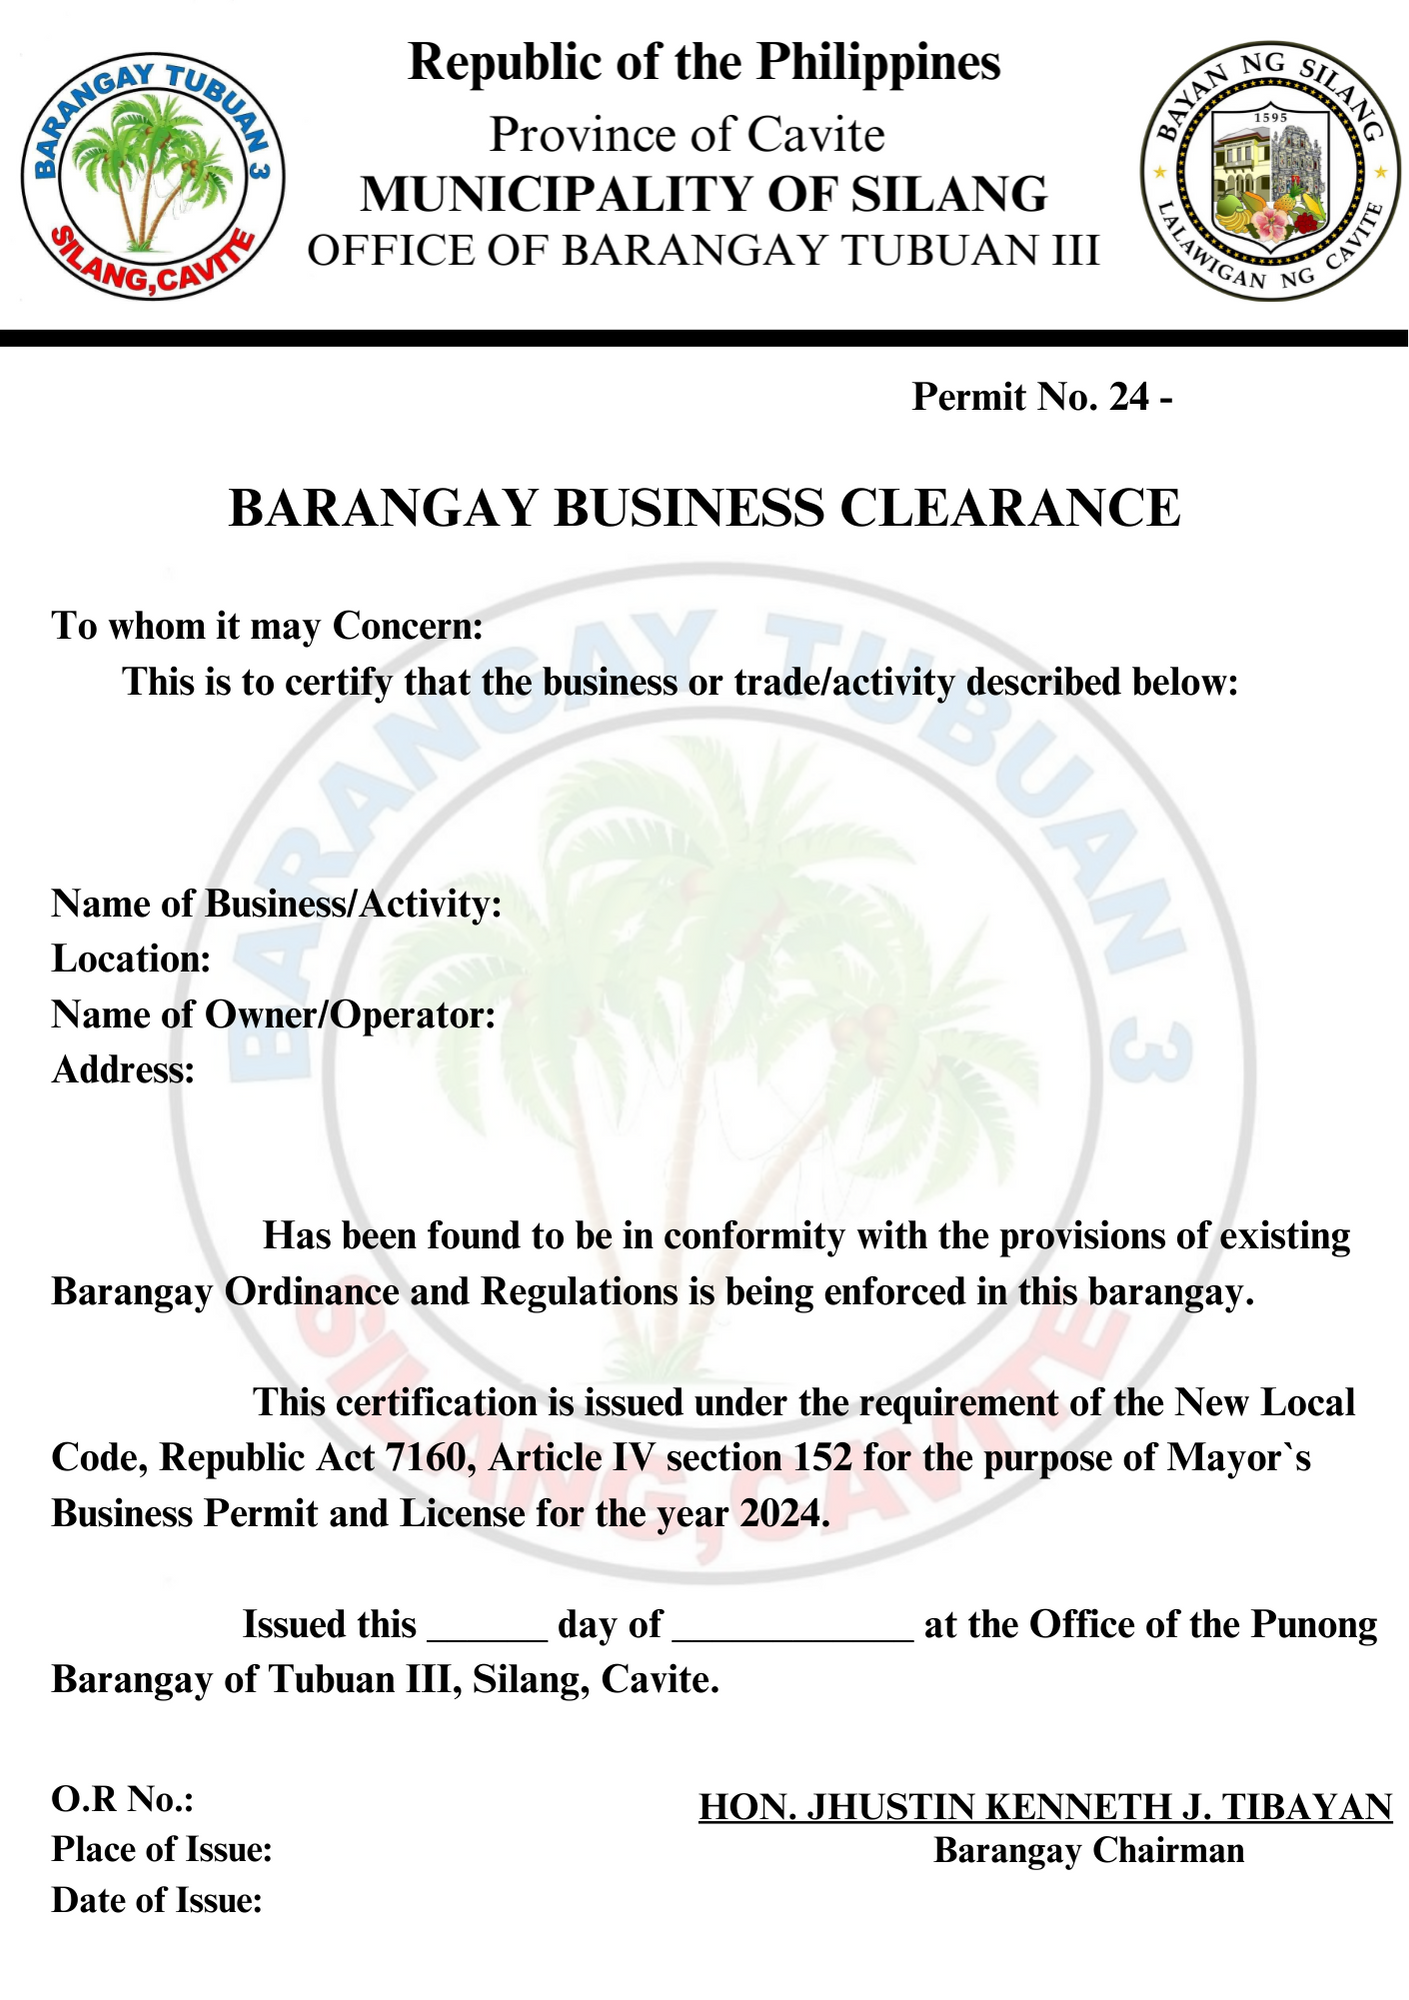 BARANGAY TUBUAN 3
SILANG,CAVITE
Republic of the Philippines
Province of Cavite
MUNICIPALITY OF SILANG
OFFICE OF BARANGAY TUBUAN III
BAYAN NG SILANG
1595
LALAWIGAN NG CAVITE
Permit No. 24 -
BARANGAY BUSINESS CLEARANCE
To whom it may Concern:
This is to certify that the business or trade/activity described below:
BARANGAY TUBUAN 3
Name of Business/Activity:
Location:
Name of Owner/Operator:
Address:
Has been found to be in conformity with the provisions of existing
Barangay Ordinance and Regulations is being enforced in this barangay.
SILANG,CAVITE
This certification is issued under the requirement of the New Local
Code, Republic Act 7160, Article IV section 152 for the purpose of Mayor`s
Business Permit and License for the year 2024.
Issued this ______ day of ____________ at the Office of the Punong
Barangay of Tubuan III, Silang, Cavite.
O.R No.:
Place of Issue:
Date of Issue:
HON. JHUSTIN KENNETH J. TIBAYAN
Barangay Chairman